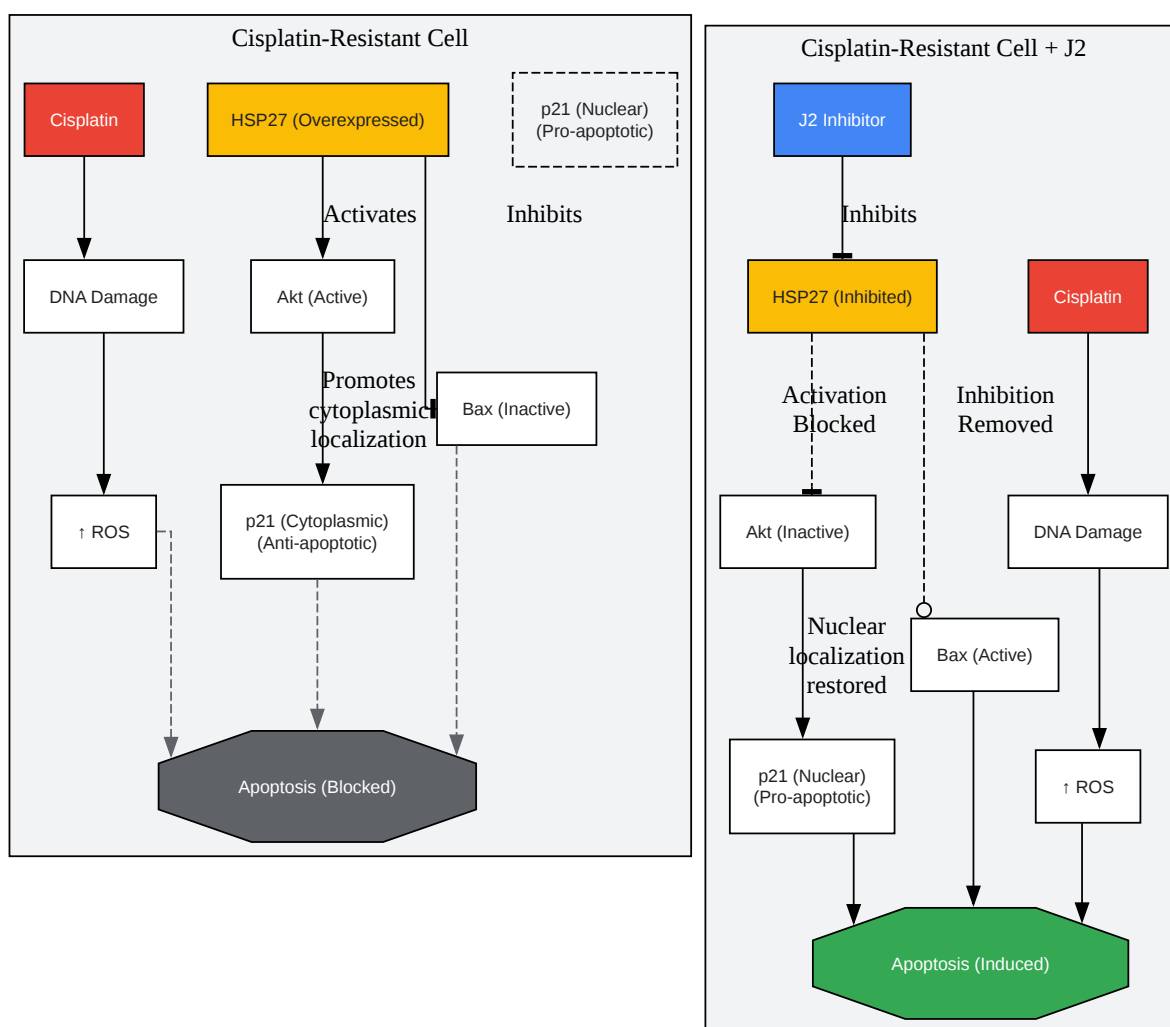 Cisplatin-Resistant Cell
Cisplatin
HSP27 (Overexpressed)
p21 (Nuclear)
(Pro-apoptotic)
Activates
Inhibits
DNA Damage
Akt (Active)
Promotes
cytoplasmic
localization
Bax (Inactive)
↑ ROS
p21 (Cytoplasmic)
(Anti-apoptotic)
Apoptosis (Blocked)
Cisplatin-Resistant Cell + J2
J2 Inhibitor
Inhibits
HSP27 (Inhibited)
Cisplatin
Activation
Blocked
Inhibition
Removed
Akt (Inactive)
DNA Damage
Nuclear
localization
restored
Bax (Active)
p21 (Nuclear)
(Pro-apoptotic)
↑ ROS
Apoptosis (Induced)